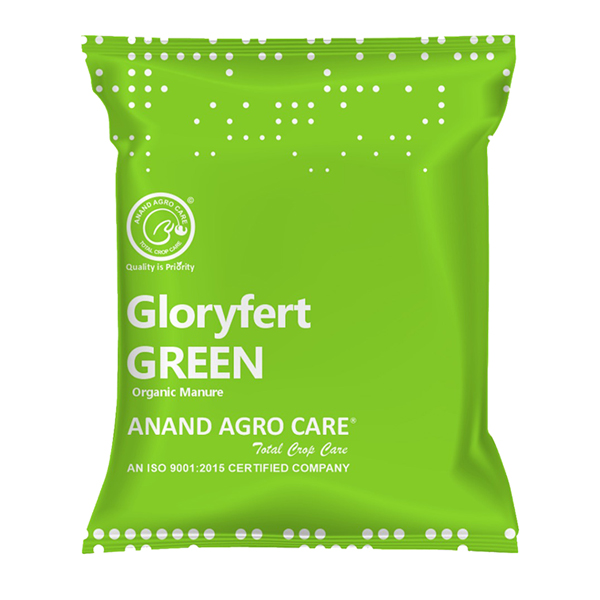 ANAND AGRO CARE
©
TOTAL CROP CARE
Quality is Priority
Gloryfert
GREEN
Organic Manure
ANAND AGRO CARE®
Total Crop Care
AN ISO 9001:2015 CERTIFIED COMPANY